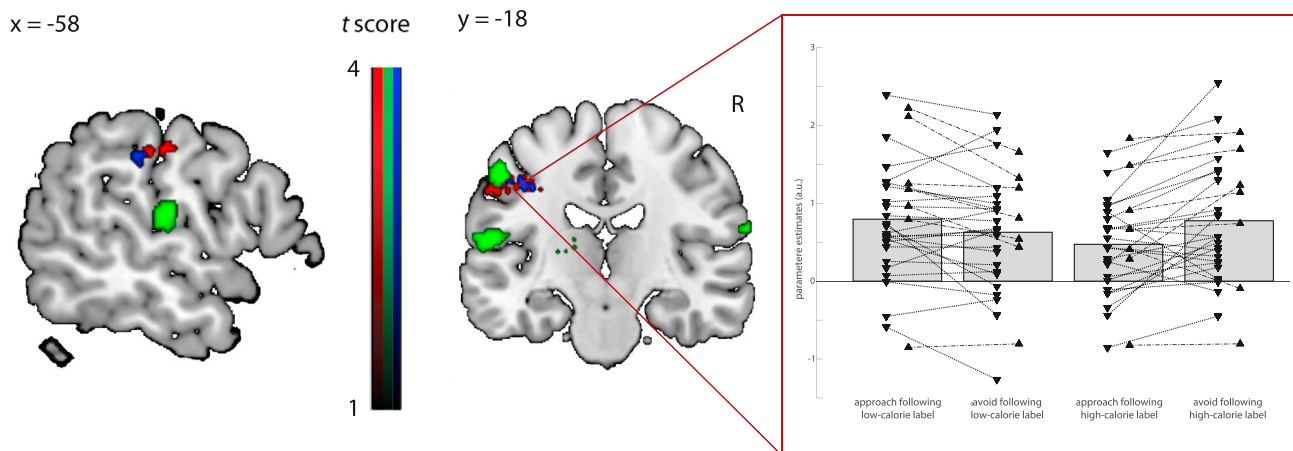 x = -58
t score
4
1
y = -18
R
parametere estimates (a.u.)
3
2
1
0
-1
approach following
low-calorie label
avoid following
low-calorie label
approach following
high-calorie label
avoid following
high-calorie label